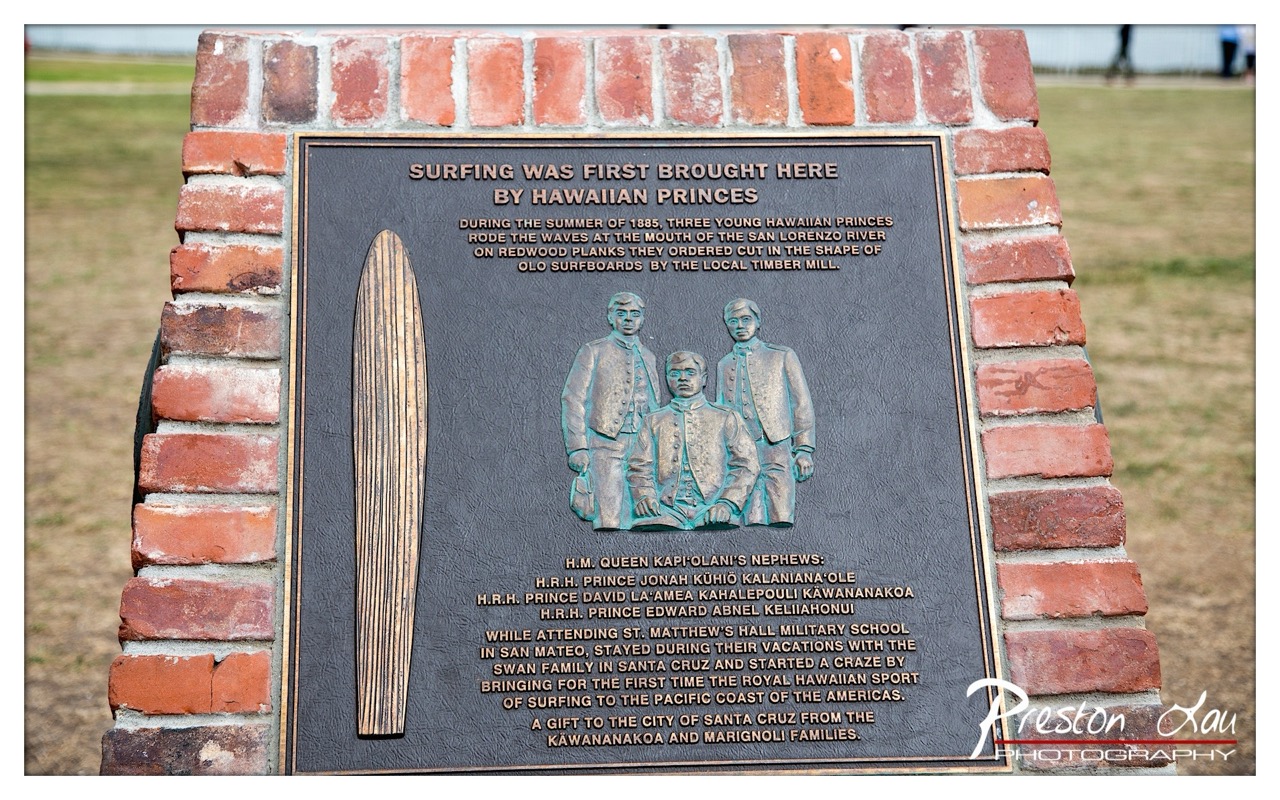 SURFING WAS FIRST BROUGHT HERE
BY HAWAIIAN PRINCES
DURING THE SUMMER OF 1885, THREE YOUNG HAWAIIAN PRINCES
RODE THE WAVES AT THE MOUTH OF THE SAN LORENZO RIVER
ON REDWOOD PLANKS THEY ORDERED CUT IN THE SHAPE OF
OLO SURFBOARDS BY THE LOCAL TIMBER MILL.
H.M. QUEEN KAPI'OLANI'S NEPHEWS:
H.R.H. PRINCE JONAH KŪHIŌ KALANIANA'OLE
H.R.H. PRINCE DAVID LA'AMEA KAHALEPOULI KĀWANANAKOA
H.R.H. PRINCE EDWARD ABNEL KELIIAHONUI
WHILE ATTENDING ST. MATTHEW'S HALL MILITARY SCHOOL
IN SAN MATEO, STAYED DURING THEIR VACATIONS WITH THE
SWAN FAMILY IN SANTA CRUZ AND STARTED A CRAZE BY
BRINGING FOR THE FIRST TIME THE ROYAL HAWAIIAN SPORT
OF SURFING TO THE PACIFIC COAST OF THE AMERICAS.
A GIFT TO THE CITY OF SANTA CRUZ FROM THE
KĀWANANAKOA AND MARIGNOLI FAMILIES.
Preston Lau
PHOTOGRAPHY